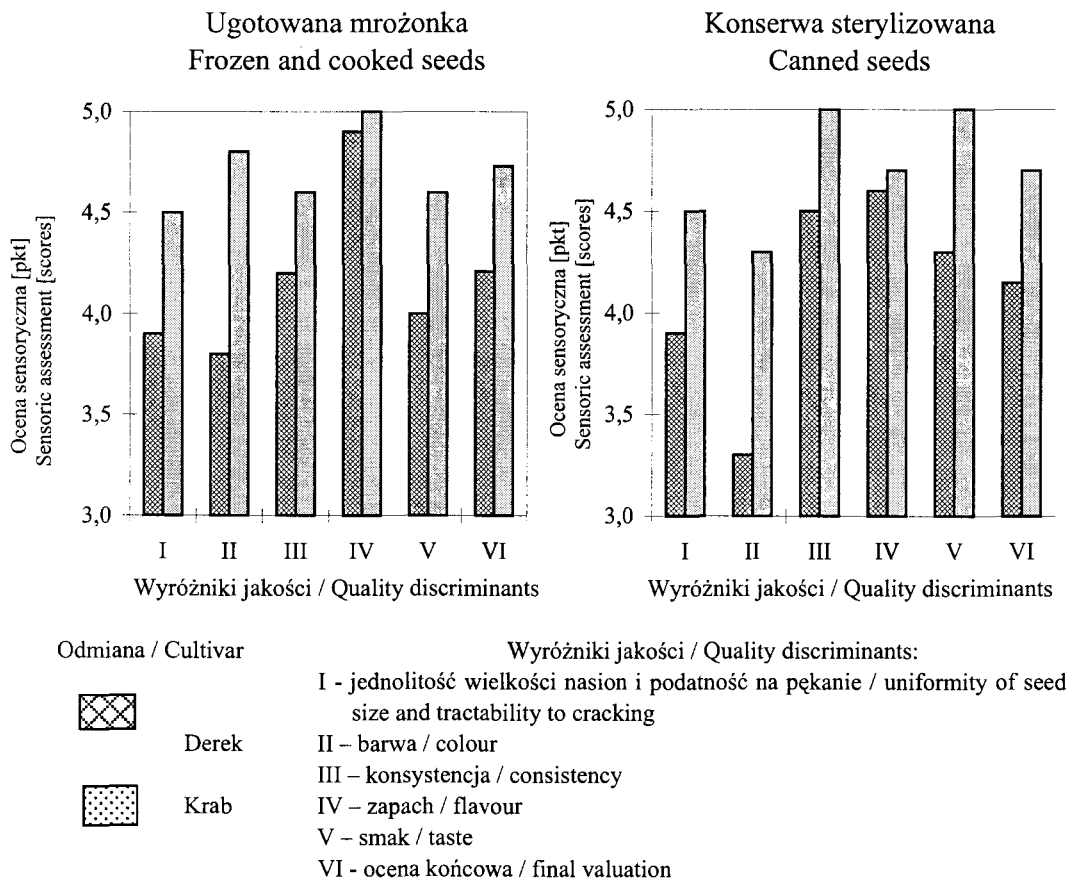 Ugotowana mrożonka
Frozen and cooked seeds
Ocena sensoryczna [pkt]
Sensoric assessment [scores]
5,0
4,5
4,0
3,5
3,0
I II III IV V VI
Wyróżniki jakości / Quality discriminants
Konserwa sterylizowana
Canned seeds
Ocena sensoryczna [pkt]
Sensoric assessment [scores]
5,0
4,5
4,0
3,5
3,0
I II III IV V VI
Wyróżniki jakości / Quality discriminants
Odmiana / Cultivar
Derek
Krab
Wyróżniki jakości / Quality discriminants:
I - jednolitość wielkości nasion i podatność na pękanie / uniformity of seed
size and tractability to cracking
II – barwa / colour
III – konsystencja / consistency
IV – zapach / flavour
V – smak / taste
VI - ocena końcowa / final valuation